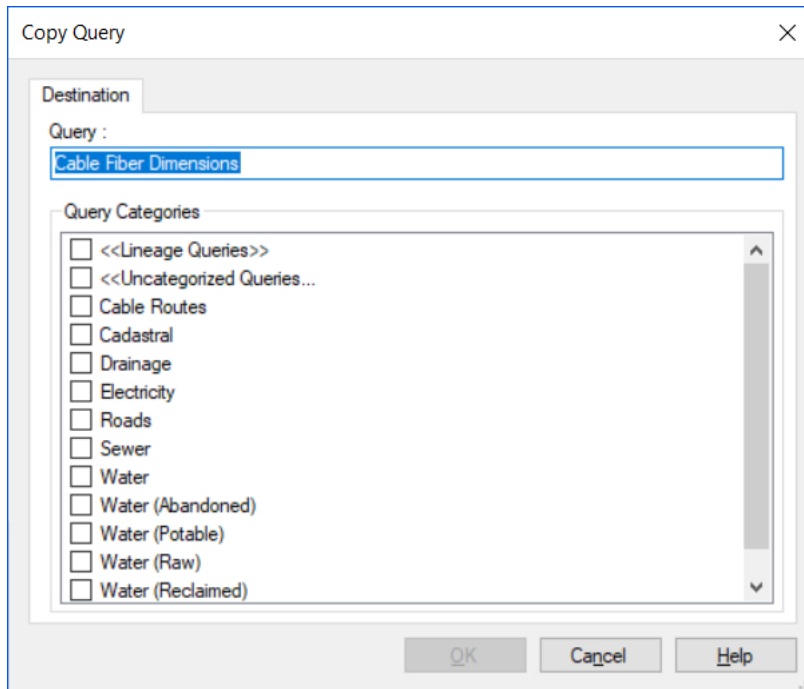 Copy Query
Destination
Query :
Cable Fiber Dimensions
Query Categories
<<Lineage Queries>>
<<Uncategorized Queries...
Cable Routes
Cadastral
Drainage
Electricity
Roads
Sewer
Water
Water (Abandoned)
Water (Potable)
Water (Raw)
Water (Reclaimed)
OK Cancel Help